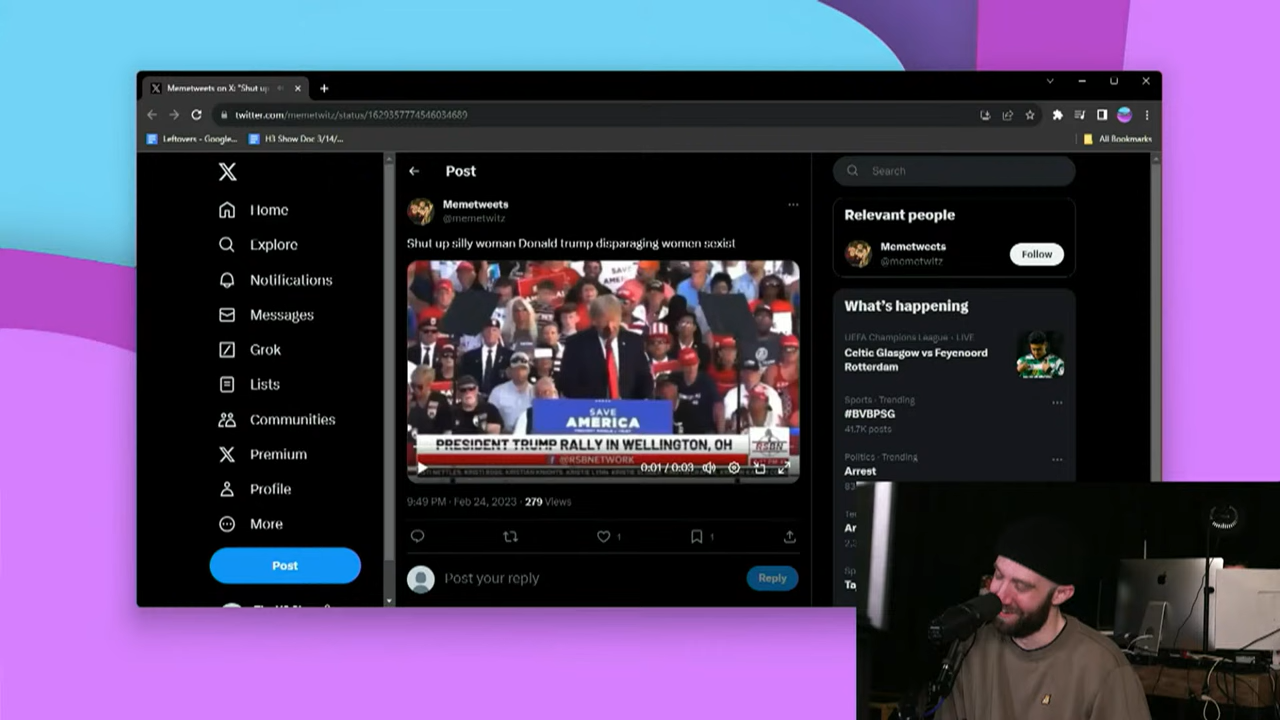 Memetweets on X: "Shut up
twitter.com/memetwitz/status/1629357774546034689
Leftovers - Google...
H3 Show Doc 3/14/...
All Bookmarks
Home
Explore
Notifications
Messages
Grok
Lists
Communities
Premium
Profile
More
Post
Post
Memetweets
@memetwitz
Shut up silly woman Donald trump disparaging women sexist
SAVE
AMERICA
SAVE
AMERICA
PRESIDENT TRUMP RALLY IN WELLINGTON, OH
@RSBNETWORK
RSBN
0:01 / 0:03
9:49 PM · Feb 24, 2023 · 279 Views
1
1
Post your reply
Reply
Search
Relevant people
Memetweets
@memetwitz
Follow
What's happening
UEFA Champions League · LIVE
Celtic Glasgow vs Feyenoord
Rotterdam
Sports · Trending
#BVBPSG
41.7K posts
Politics · Trending
Arrest